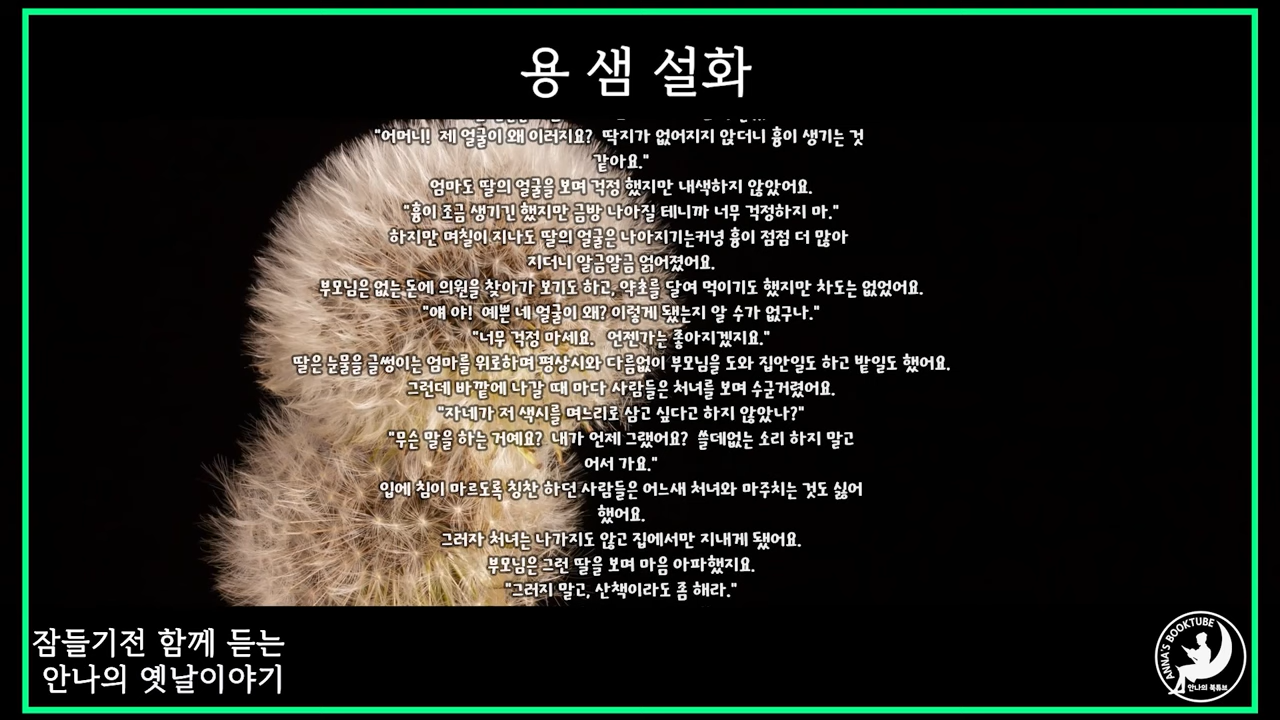 용 샘 설화
"어머니!  제 얼굴이 왜 이러지요?  딱지가 없어지지 않더니 흉이 생기는 것
같아요."
엄마도 딸의 얼굴을 보며 걱정 했지만 내색하지 않았어요.
"흉이 조금 생기긴 했지만 금방 나아질 테니까 너무 걱정하지 마."
하지만 며칠이 지나도 딸의 얼굴은 나아지기는커녕 흉이 점점 더 많아
지더니 알금알금 얽어졌어요.
부모님은 없는 돈에 의원을 찾아가 보기도 하고, 약초를 달여 먹이기도 했지만 차도는 없었어요.
"얘 야!  예쁜 네 얼굴이 왜? 이렇게 됐는지 알 수가 없구나."
"너무 걱정 마세요.   언젠가는 좋아지겠지요."
딸은 눈물을 글썽이는 엄마를 위로하며 평상시와 다름없이 부모님을 도와 집안일도 하고 밭일도 했어요.
그런데 바깥에 나갈 때 마다 사람들은 처녀를 보며 수군거렸어요.
"자네가 저 색시를 며느리로 삼고 싶다고 하지 않았나?"
"무슨 말을 하는 거예요?  내가 언제 그랬어요?  쓸데없는 소리 하지 말고
어서 가요."
입에 침이 마르도록 칭찬 하던 사람들은 어느새 처녀와 마주치는 것도 싫어
했어요.
그러자 처녀는 나가지도 않고 집에서만 지내게 됐어요.
부모님은 그런 딸을 보며 마음 아파했지요.
"그러지 말고, 산책이라도 좀 해라."
잠들기전 함께 듣는
안나의 옛날이야기
ANNA'S BOOKTUBE
안나의 북튜브